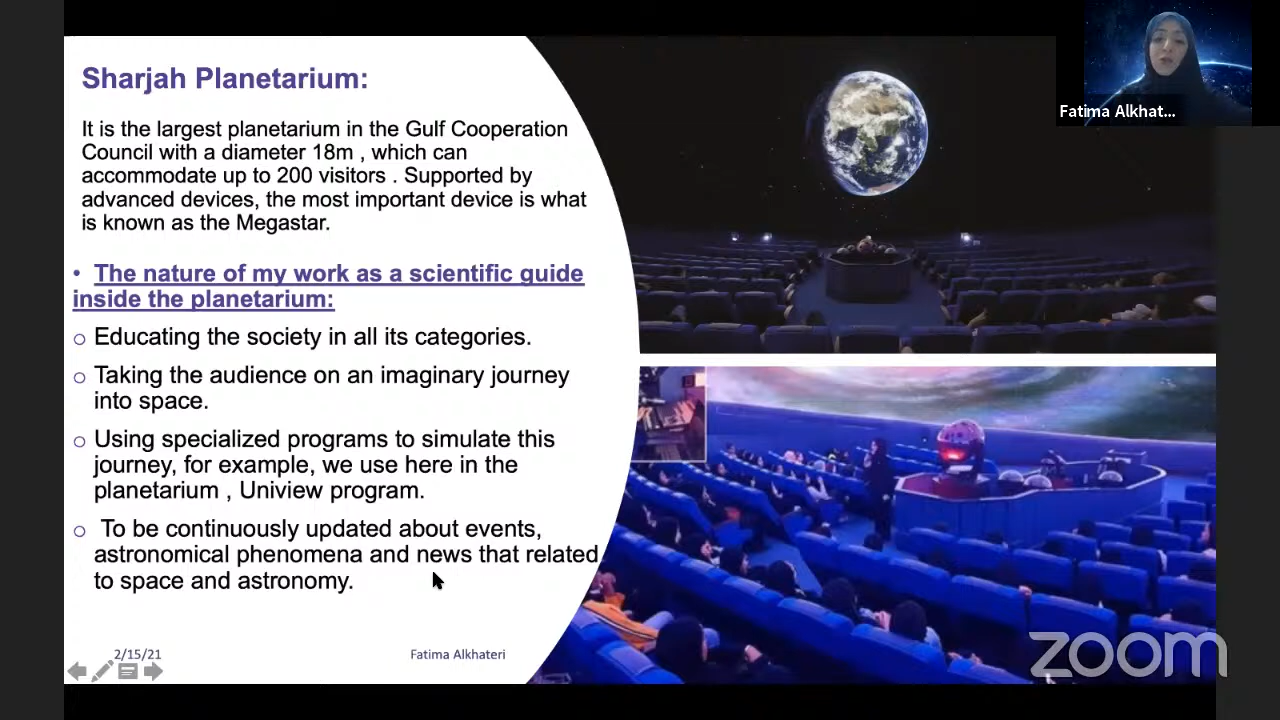 Sharjah Planetarium:
It is the largest planetarium in the Gulf Cooperation
Council with a diameter 18m , which can
accommodate up to 200 visitors . Supported by
advanced devices, the most important device is what
is known as the Megastar.
• The nature of my work as a scientific guide
inside the planetarium:
○ Educating the society in all its categories.
○ Taking the audience on an imaginary journey
into space.
○ Using specialized programs to simulate this
journey, for example, we use here in the
planetarium , Uniview program.
○ To be continuously updated about events,
astronomical phenomena and news that related
to space and astronomy.
2/15/21
Fatima Alkhateri
Fatima Alkhat...
zoom